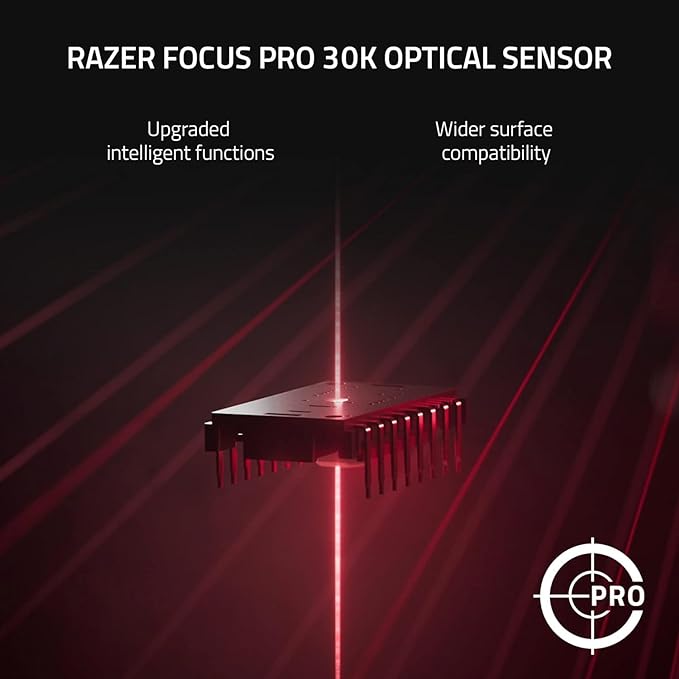 RAZER FOCUS PRO 30K OPTICAL SENSOR
Upgraded
intelligent functions
Wider surface
compatibility
PRO